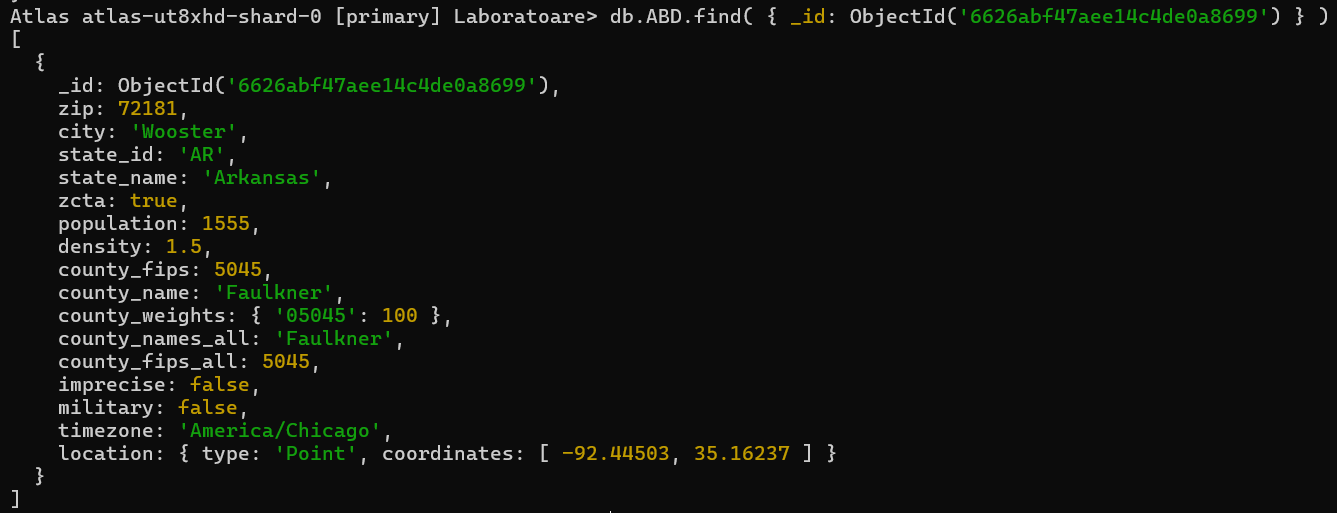 Atlas atlas-ut8xhd-shard-0 [primary] Laboratoare> db.ABD.find( { _id: ObjectId('6626abf47aee14c4de0a8699') } )
[
  {
    _id: ObjectId('6626abf47aee14c4de0a8699'),
    zip: 72181,
    city: 'Wooster',
    state_id: 'AR',
    state_name: 'Arkansas',
    zcta: true,
    population: 1555,
    density: 1.5,
    county_fips: 5045,
    county_name: 'Faulkner',
    county_weights: { '05045': 100 },
    county_names_all: 'Faulkner',
    county_fips_all: 5045,
    imprecise: false,
    military: false,
    timezone: 'America/Chicago',
    location: { type: 'Point', coordinates: [ -92.44503, 35.16237 ] }
  }
]